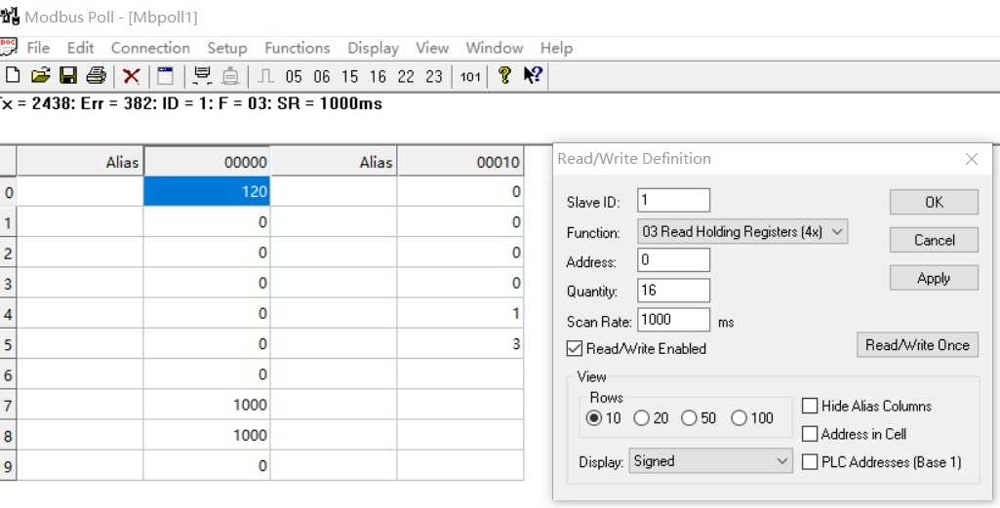 Modbus Poll - [Mbpoll1]
File Edit Connection Setup Functions Display View Window Help
05 06 15 16 22 23 101
Tx = 2438: Err = 382: ID = 1: F = 03: SR = 1000ms
Alias 00000 Alias 00010
0 120 0
1 0 0
2 0 0
3 0 0
4 0 1
5 0 3
6 0
7 1000
8 1000
9 0
Read/Write Definition
Slave ID: 1 OK
Function: 03 Read Holding Registers (4x) Cancel
Address: 0
Quantity: 16 Apply
Scan Rate: 1000 ms
Read/Write Enabled Read/Write Once
View
Rows
10 20 50 100 Hide Alias Columns
Address in Cell
Display: Signed PLC Addresses (Base 1)